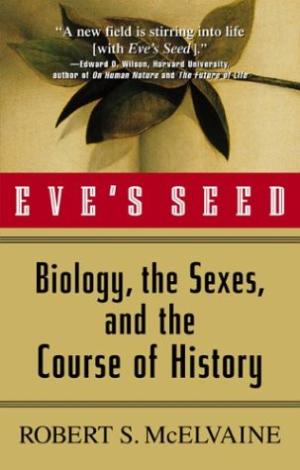 "A new field is stirring into life
[with Eve's Seed]."
—Edward O. Wilson, Harvard University,
author of On Human Nature and The Future of Life
EVE'S SEED
Biology, the Sexes,
and the
Course of History
ROBERT S. McELVAINE